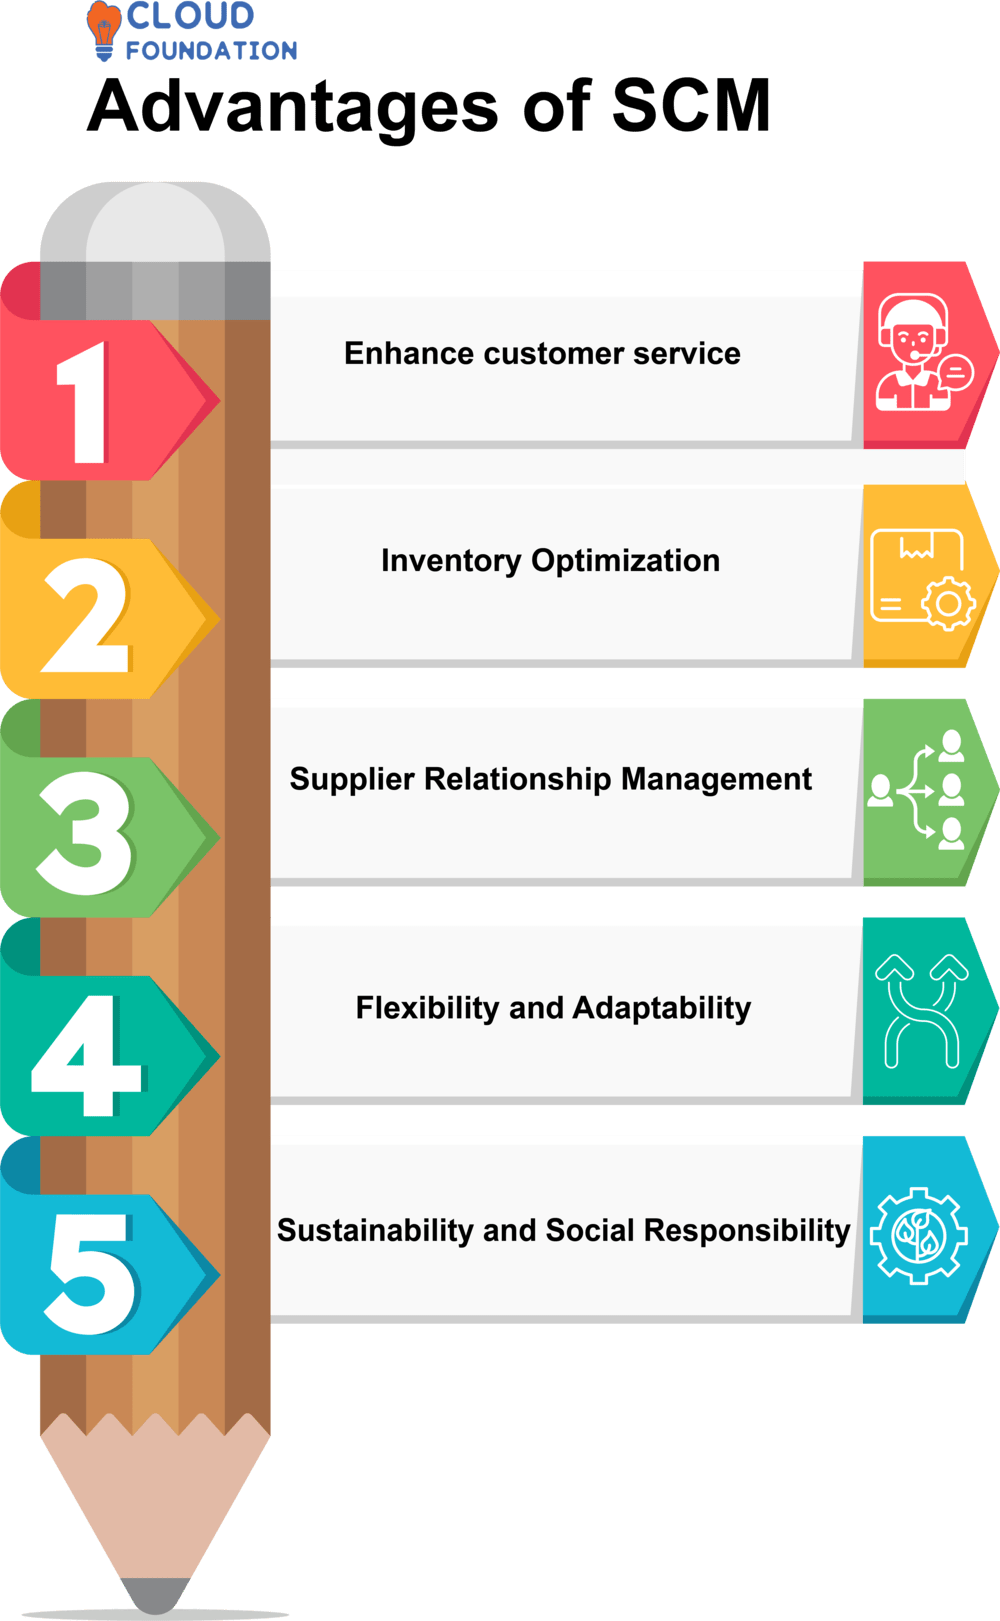 CLOUD
FOUNDATION
Advantages of SCM
1
Enhance customer service
2
Inventory Optimization
3
Supplier Relationship Management
4
Flexibility and Adaptability
5
Sustainability and Social Responsibility